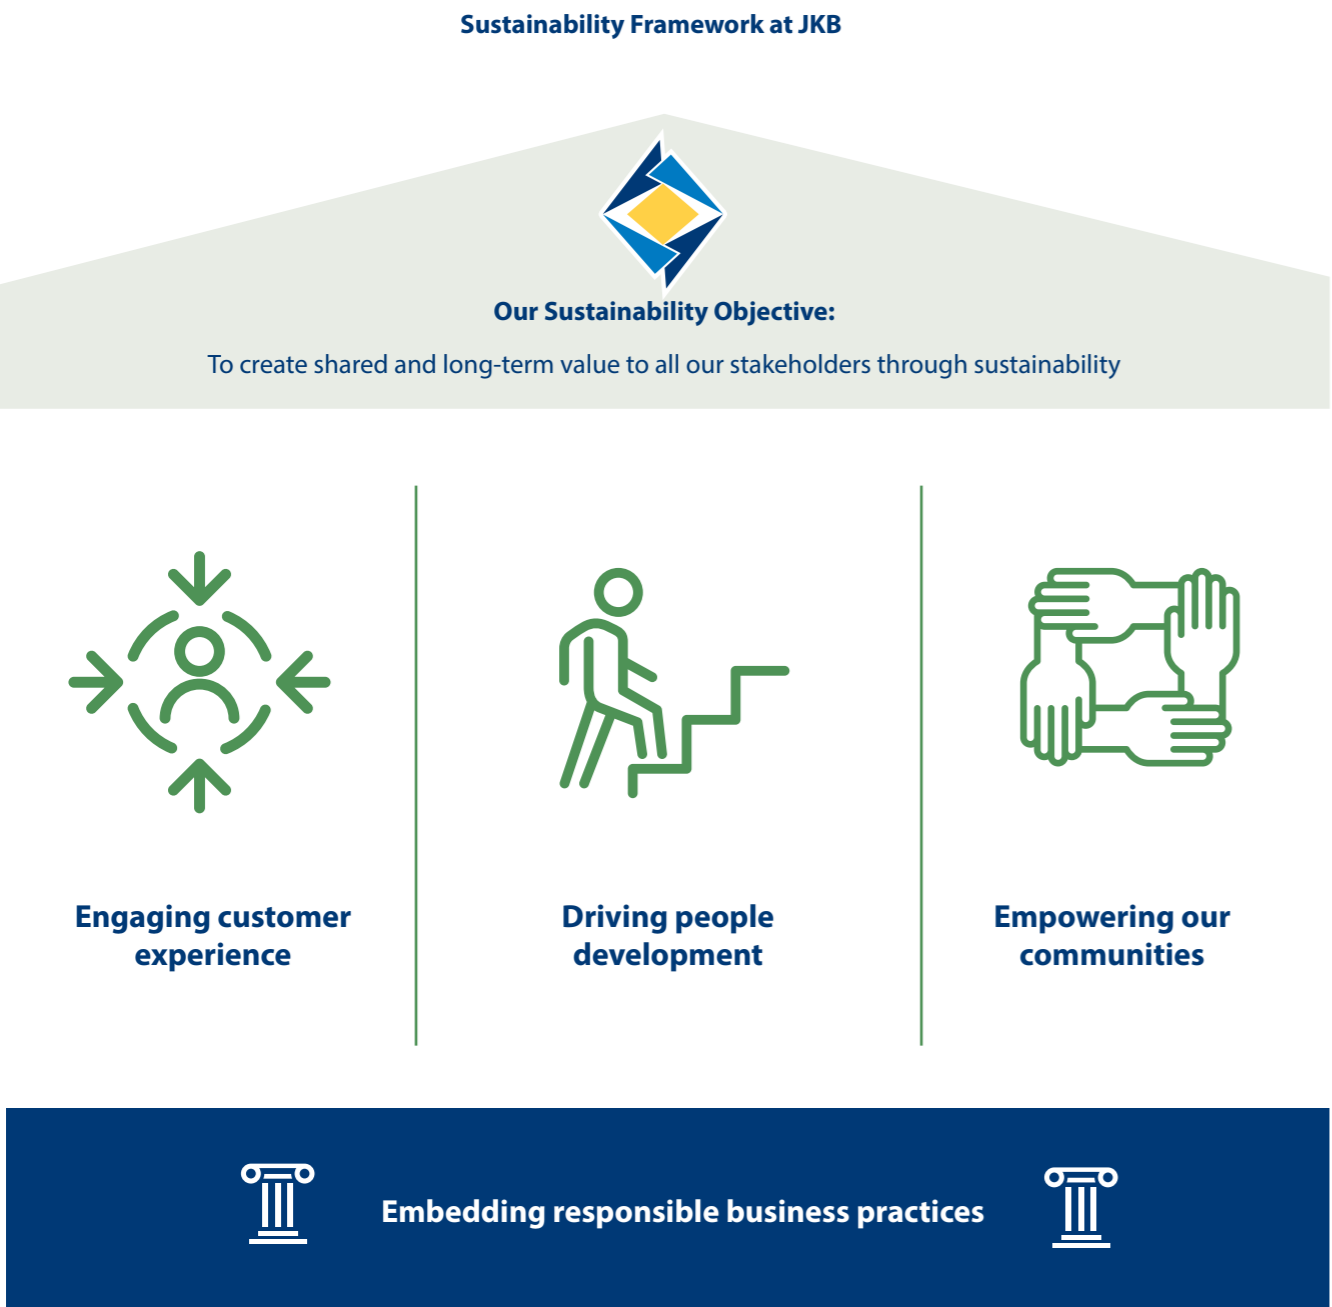 Sustainability Framework at JKB
Our Sustainability Objective:
To create shared and long-term value to all our stakeholders through sustainability
Engaging customer
experience
Driving people
development
Empowering our
communities
Embedding responsible business practices